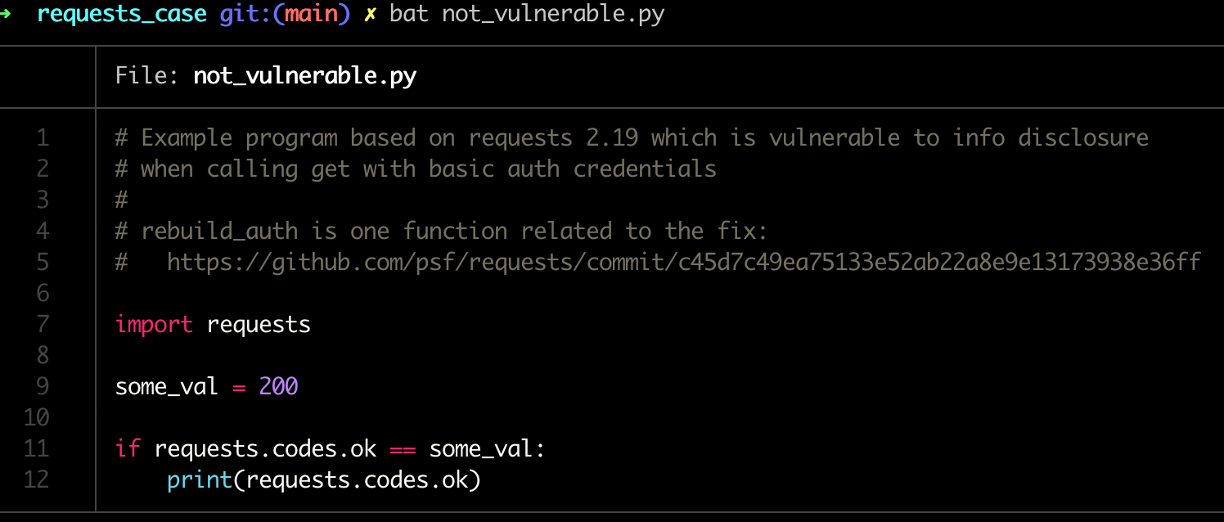 → requests_case git:(main) ✗ bat not_vulnerable.py
File: not_vulnerable.py
1 # Example program based on requests 2.19 which is vulnerable to info disclosure
2 # when calling get with basic auth credentials
3 #
4 # rebuild_auth is one function related to the fix:
5 #   https://github.com/psf/requests/commit/c45d7c49ea75133e52ab22a8e9e13173938e36ff
6
7 import requests
8
9 some_val = 200
10
11 if requests.codes.ok == some_val:
12     print(requests.codes.ok)